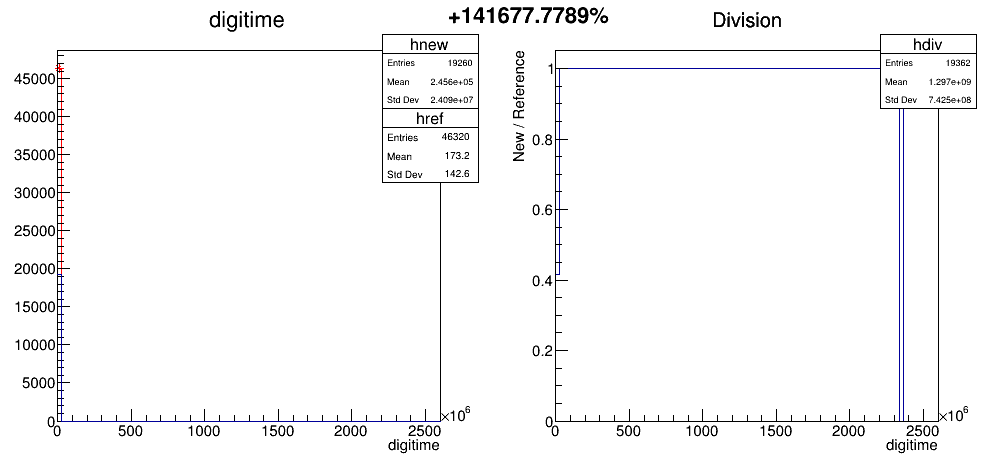 +141677.7789%
digitime
hnew
Entries 19260
Mean 2.456e+05
Std Dev 2.409e+07
href
Entries 46320
Mean 173.2
Std Dev 142.6
45000
40000
35000
30000
25000
20000
15000
10000
5000
0
0 500 1000 1500 2000 2500 ×10⁶
digitime
Division
hdiv
Entries 19362
Mean 1.297e+09
Std Dev 7.425e+08
New / Reference
1
0.8
0.6
0.4
0.2
0
0 500 1000 1500 2000 2500 ×10⁶
digitime